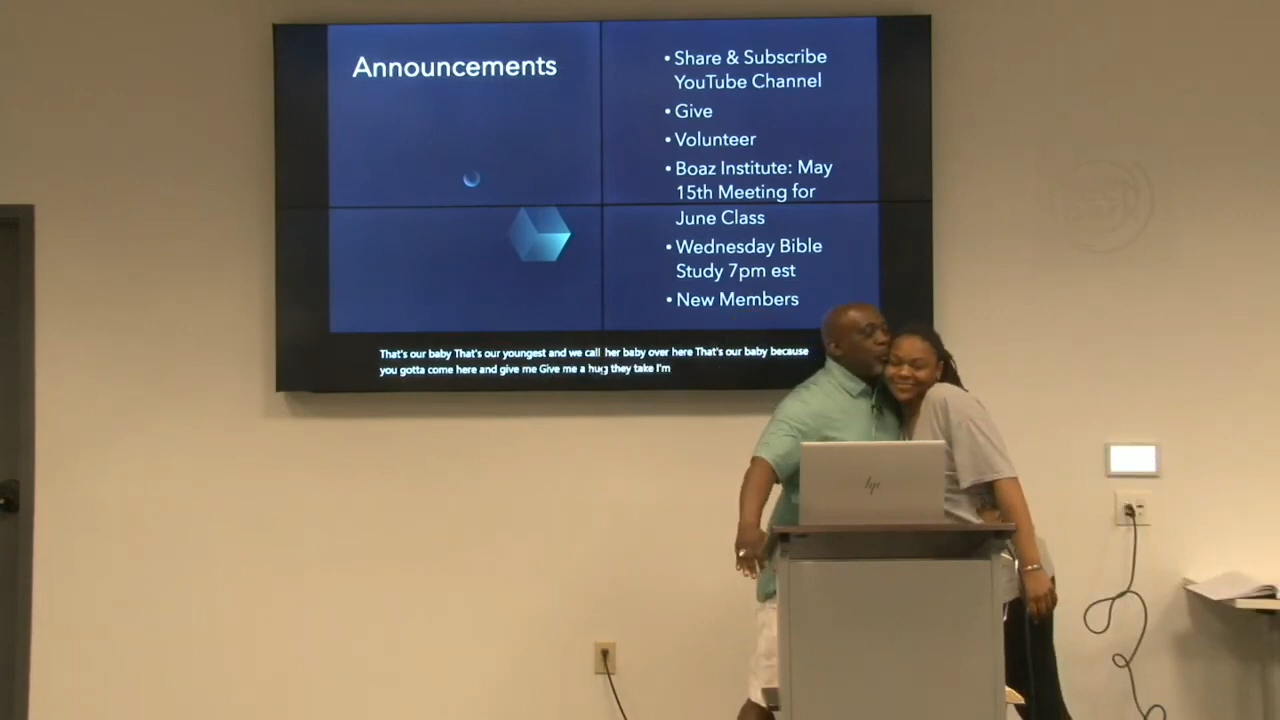 Announcements
• Share & Subscribe
YouTube Channel
• Give
• Volunteer
• Boaz Institute: May
15th Meeting for
June Class
• Wednesday Bible
Study 7pm est
• New Members
That's our baby That's our youngest and we call her baby over here That's our baby because
you gotta come here and give me Give me a hug they take I'm
hp